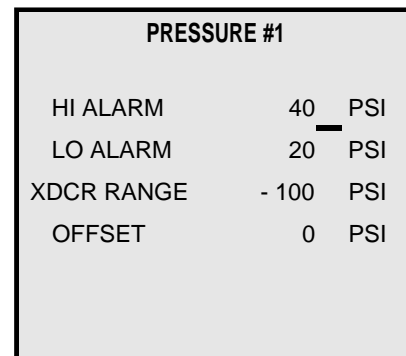 PRESSURE #1
HI ALARM 40 PSI
LO ALARM 20 PSI
XDCR RANGE - 100 PSI
OFFSET 0 PSI